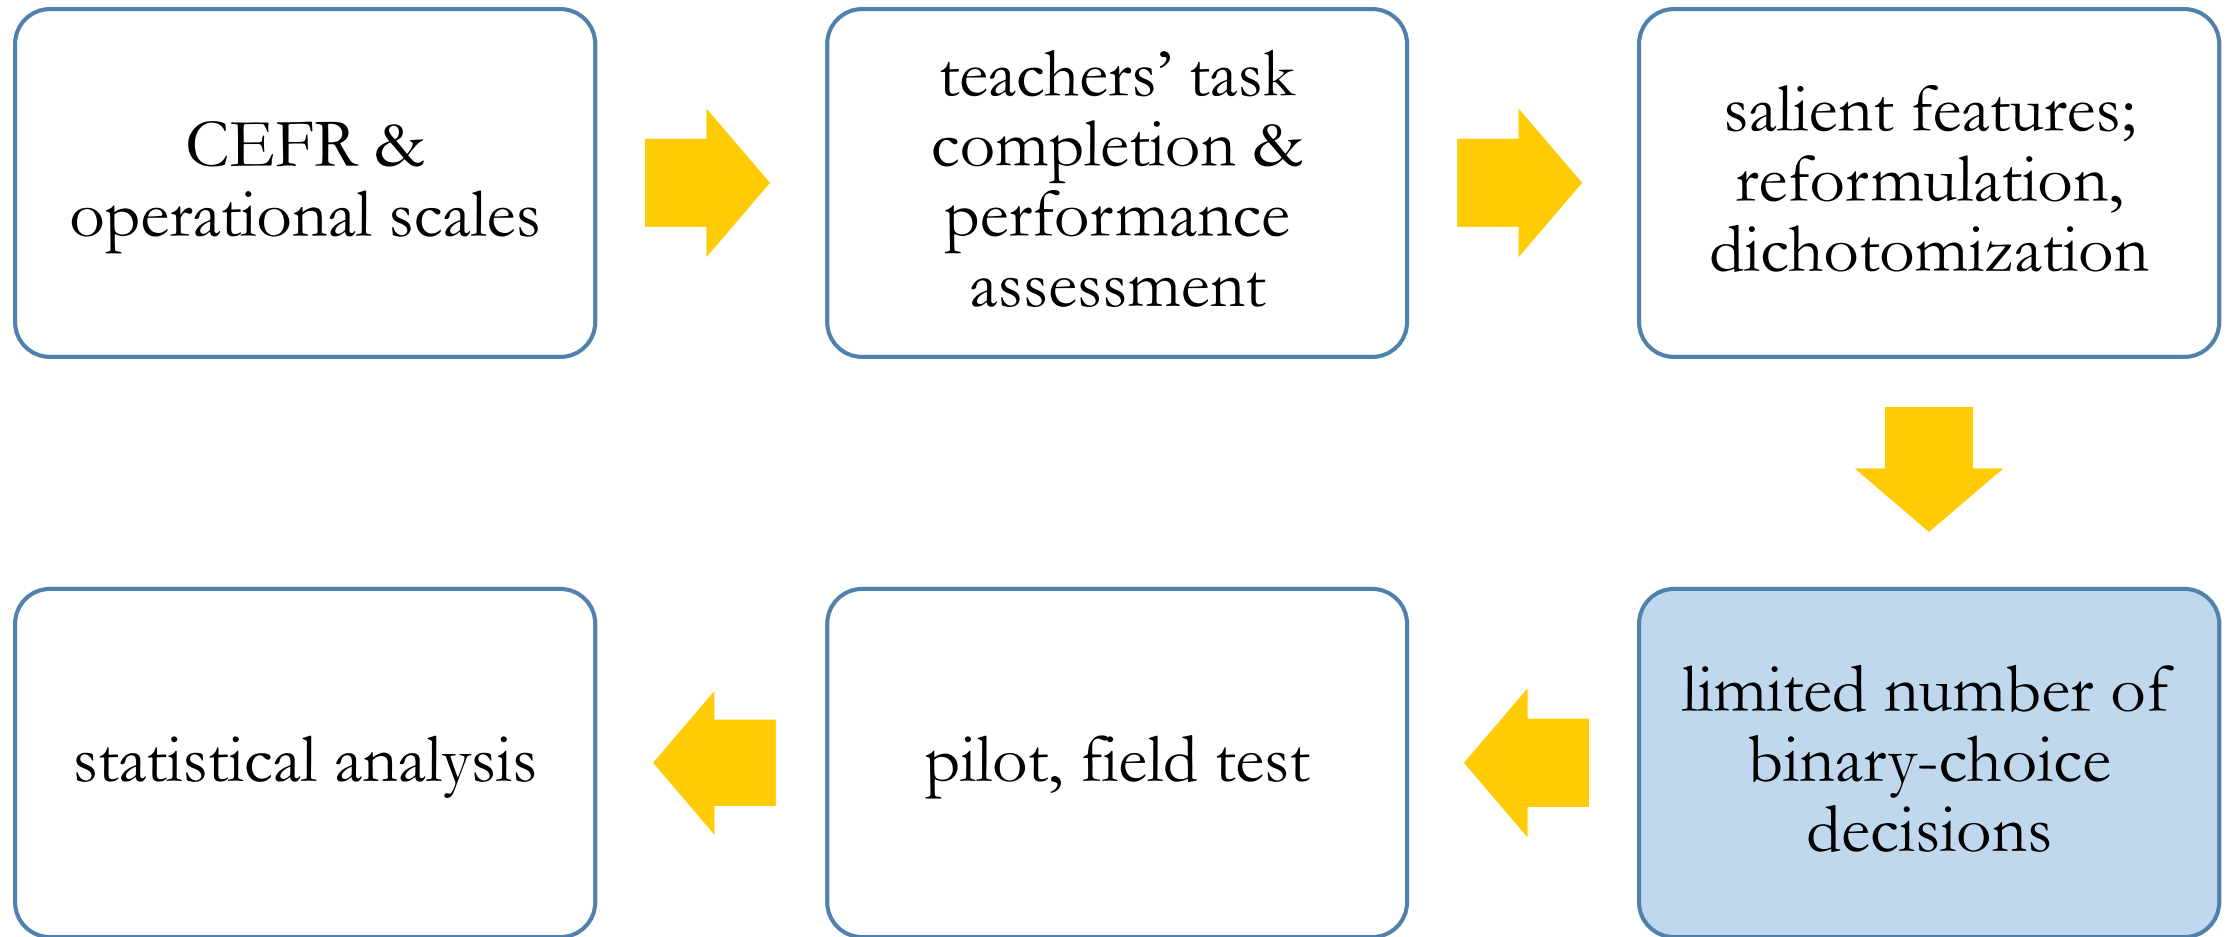 CEFR &
operational scales
teachers’ task
completion &
performance
assessment
salient features;
reformulation,
dichotomization
limited number of
binary-choice
decisions
pilot, field test
statistical analysis